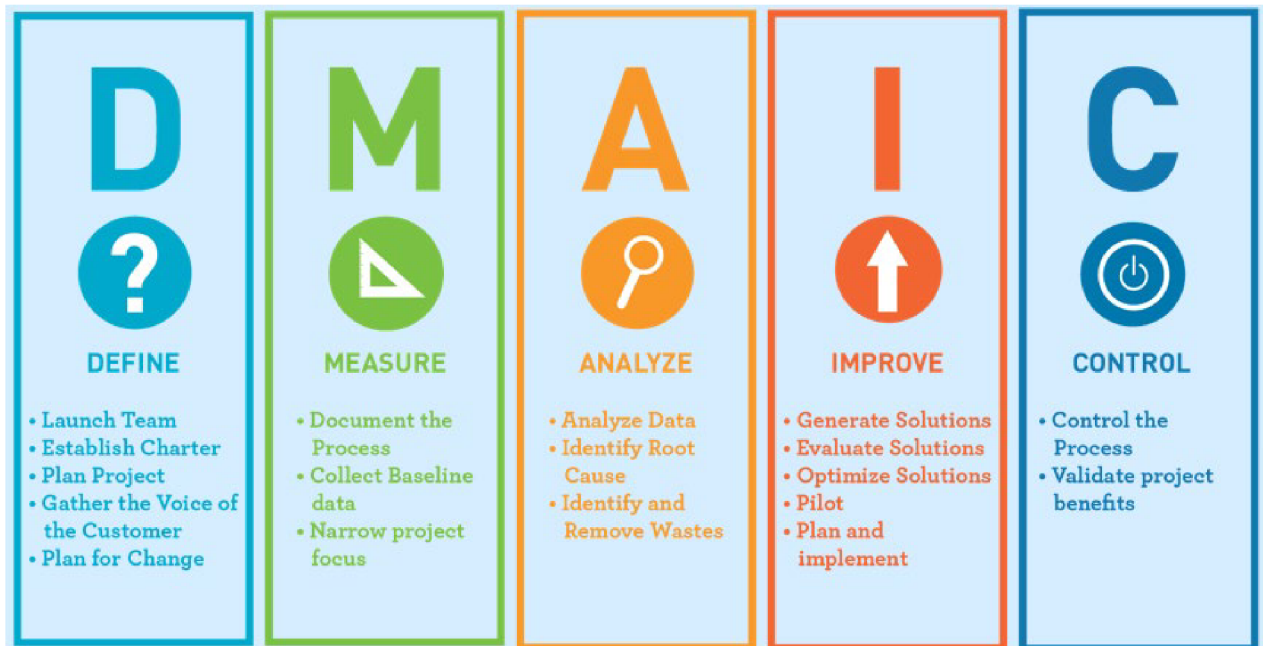 D
?
DEFINE
• Launch Team
• Establish Charter
• Plan Project
• Gather the Voice of
the Customer
• Plan for Change
M
MEASURE
• Document the
Process
• Collect Baseline
data
• Narrow project
focus
A
ANALYZE
• Analyze Data
• Identify Root
Cause
• Identify and
Remove Wastes
I
IMPROVE
• Generate Solutions
• Evaluate Solutions
• Optimize Solutions
• Pilot
• Plan and
implement
C
CONTROL
• Control the
Process
• Validate project
benefits